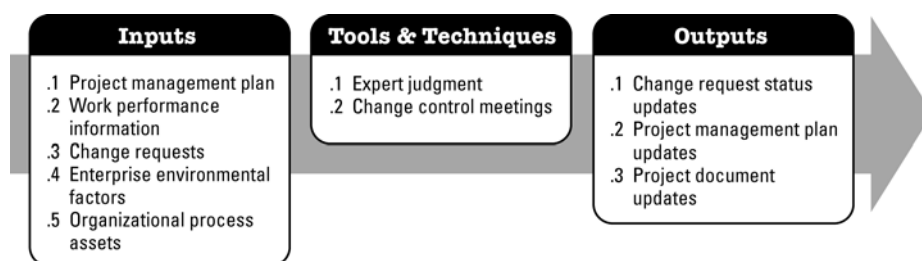 Inputs
.1 Project management plan
.2 Work performance
information
.3 Change requests
.4 Enterprise environmental
factors
.5 Organizational process
assets
Tools & Techniques
.1 Expert judgment
.2 Change control meetings
Outputs
.1 Change request status
updates
.2 Project management plan
updates
.3 Project document
updates